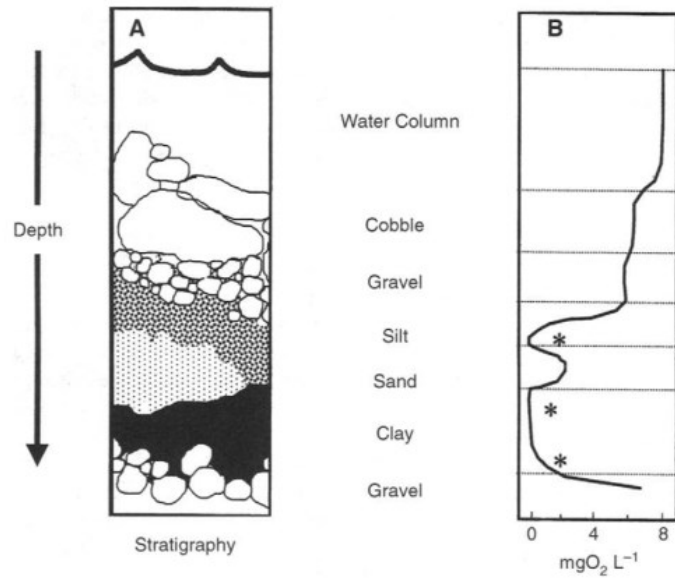 A
B
Water Column
Depth
Cobble
Gravel
Silt
*
Sand
*
Clay
*
Gravel
0 4 8
Stratigraphy
mgO₂ L⁻¹